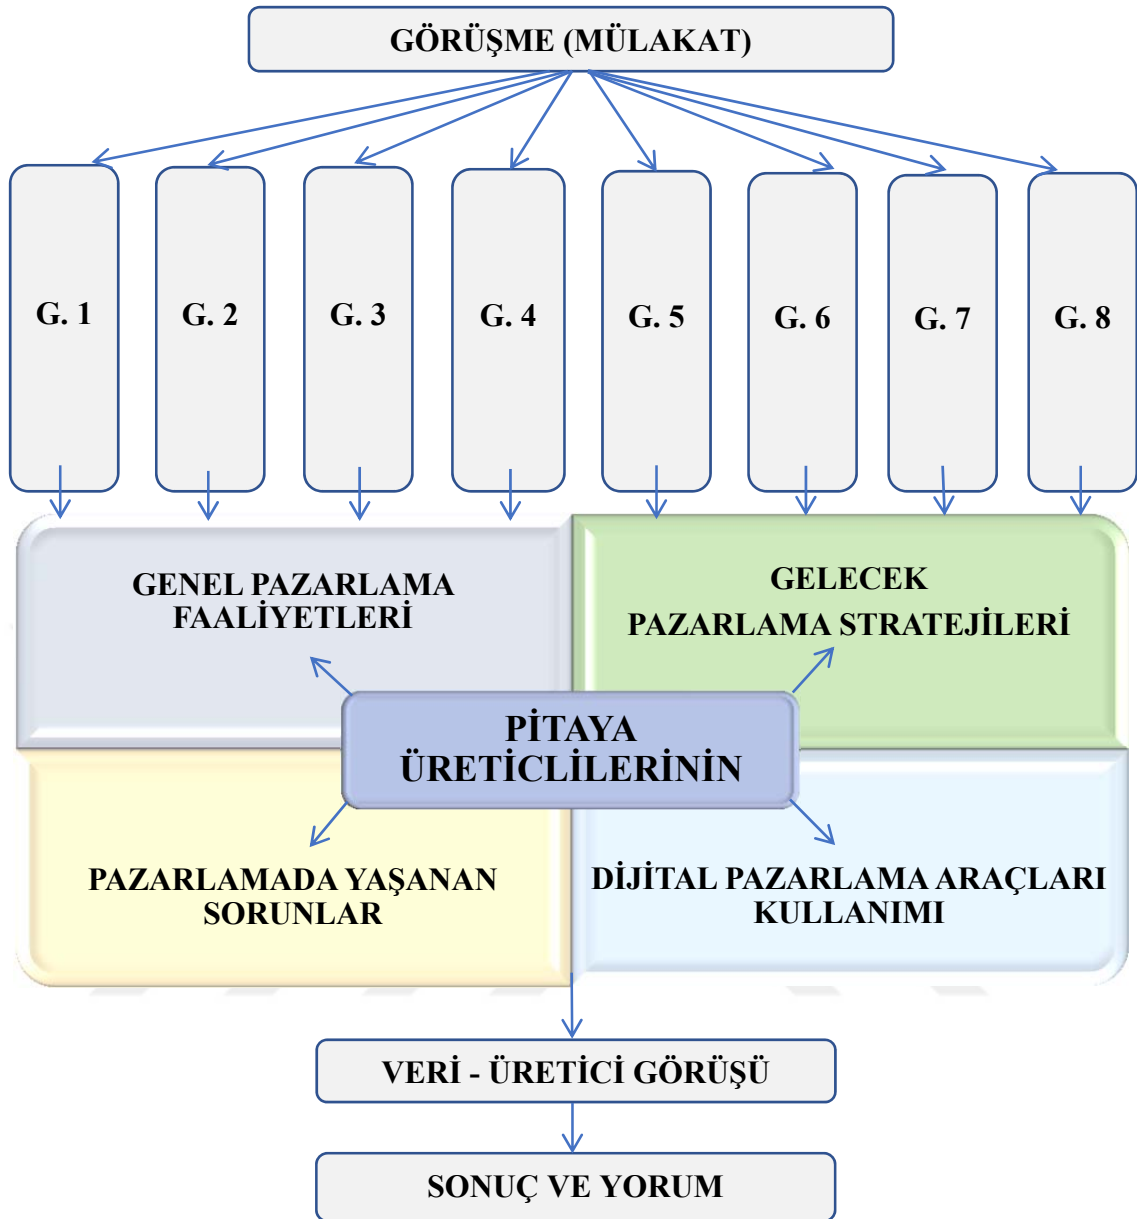 GÖRÜŞME (MÜLAKAT)
G. 1
G. 2
G. 3
G. 4
G. 5
G. 6
G. 7
G. 8
GENEL PAZARLAMA
FAALİYETLERİ
GELECEK
PAZARLAMA STRATEJİLERİ
PİTAYA
ÜRETİCLİLERİNİN
PAZARLAMADA YAŞANAN
SORUNLAR
DİJİTAL PAZARLAMA ARAÇLARI
KULLANIMI
VERİ - ÜRETİCİ GÖRÜŞÜ
SONUÇ VE YORUM